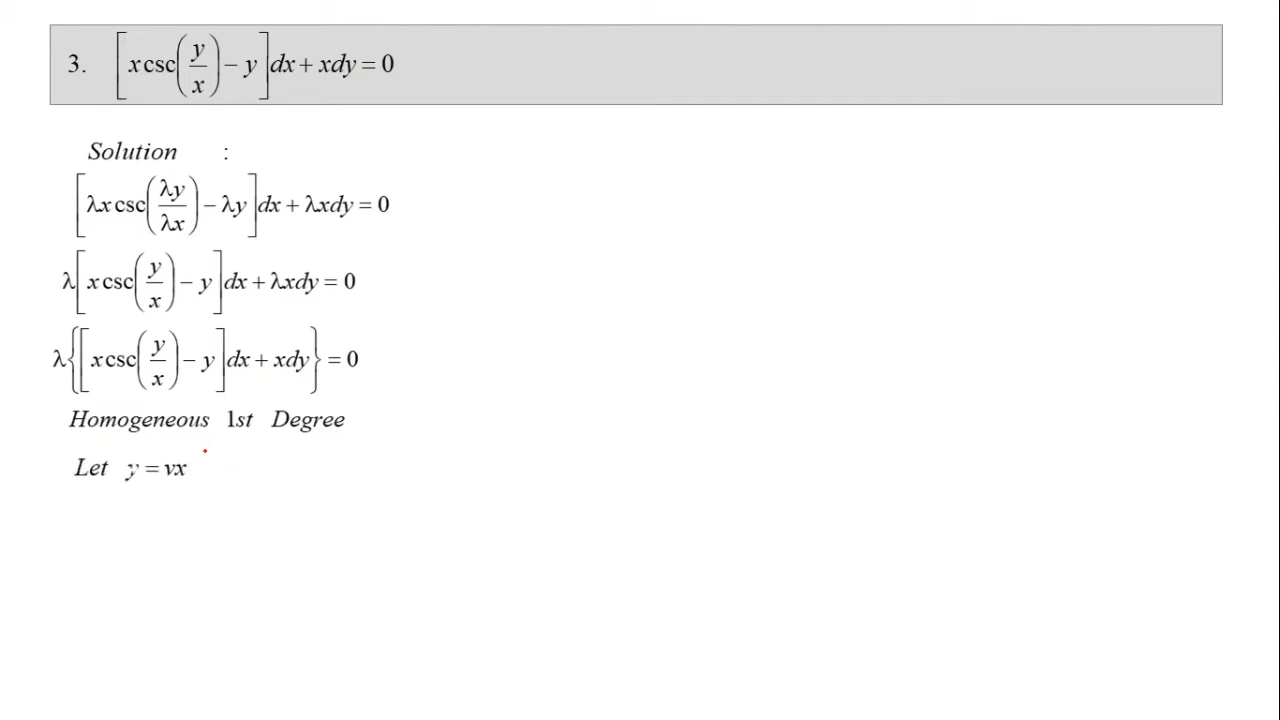 3. [x csc(y/x) − y]dx + xdy = 0
Solution :
[λx csc(λy/λx) − λy]dx + λxdy = 0
λ[x csc(y/x) − y]dx + λxdy = 0
λ{[x csc(y/x) − y]dx + xdy} = 0
Homogeneous 1st Degree
Let y = vx